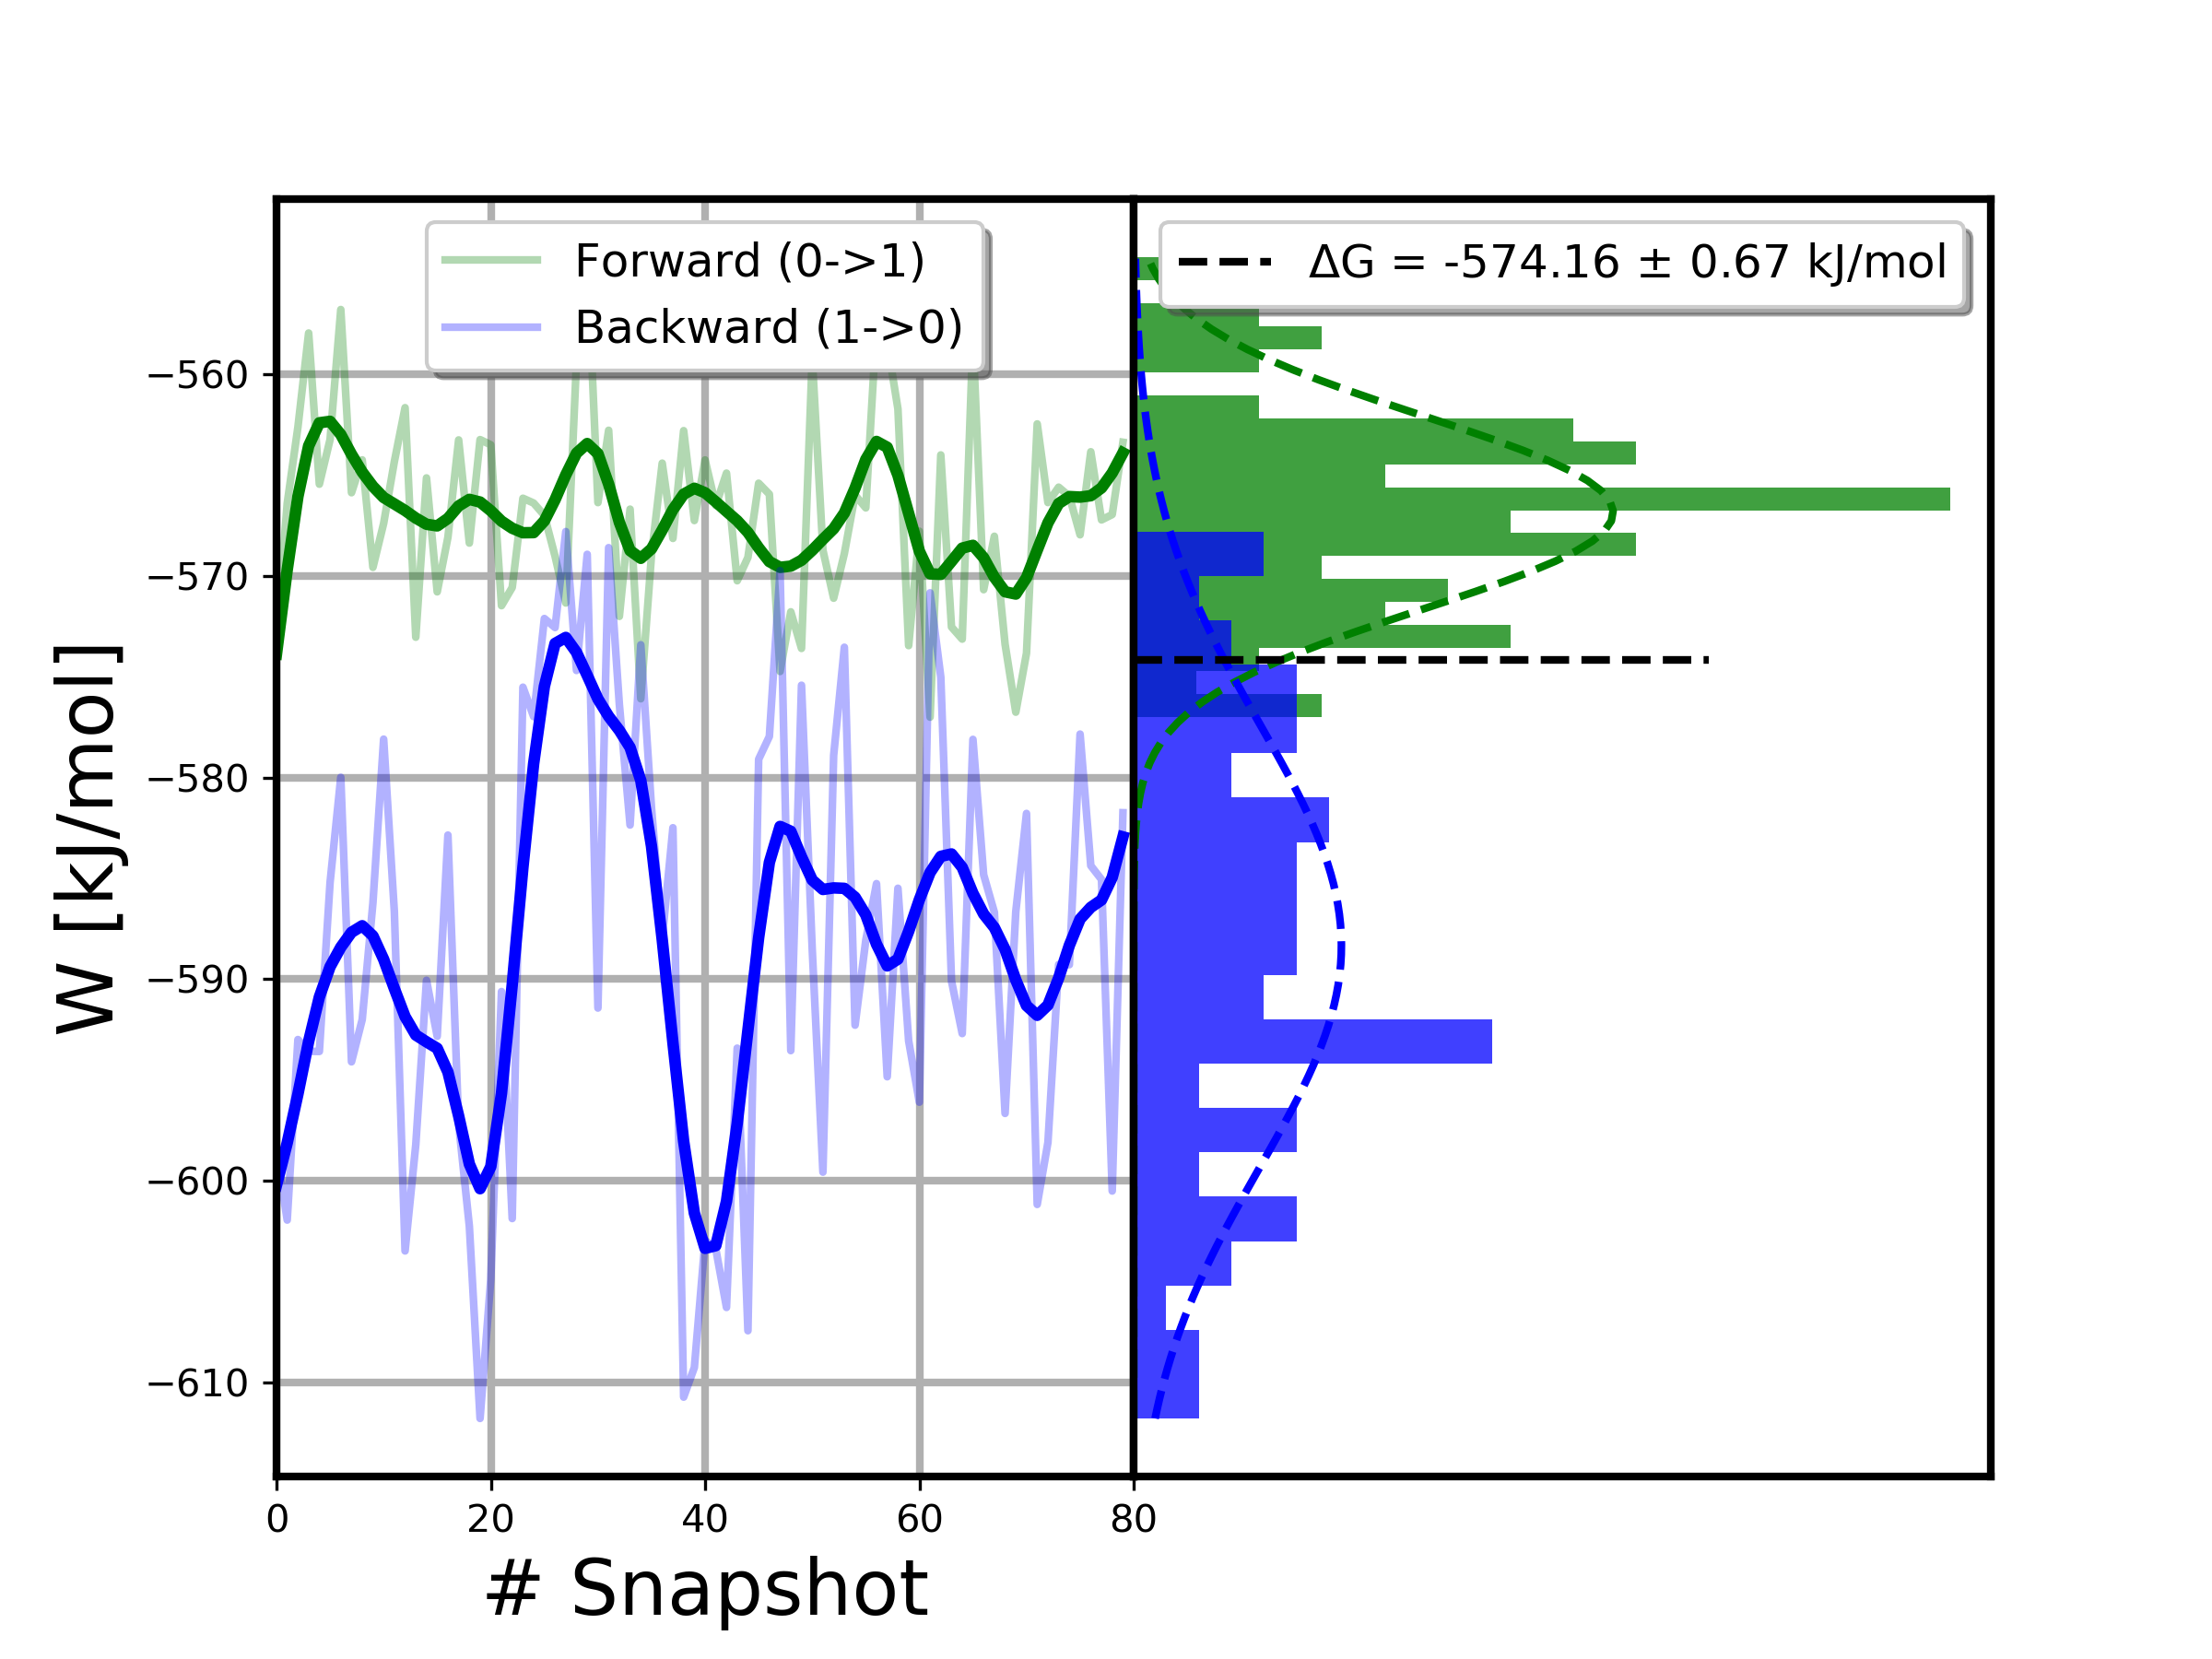 Forward (0->1)
Backward (1->0)
ΔG = -574.16 ± 0.67 kJ/mol
W [kJ/mol]
−560
−570
−580
−590
−600
−610
0 20 40 60 80
# Snapshot